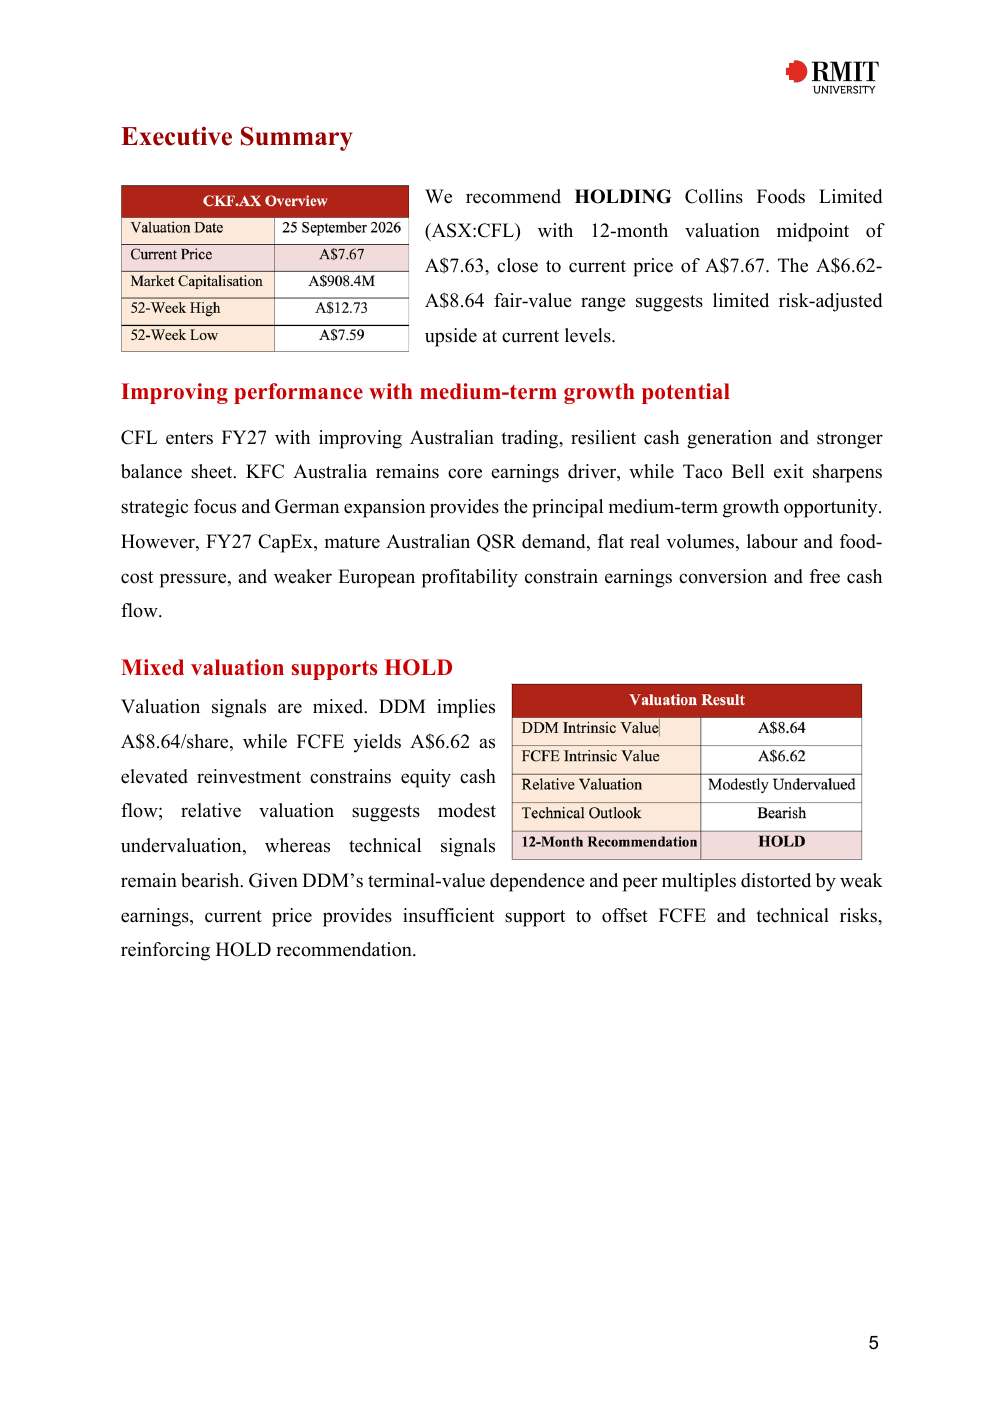 RMIT
UNIVERSITY
Executive Summary
CKF.AX Overview
Valuation Date 25 September 2026
Current Price A$7.67
Market Capitalisation A$908.4M
52-Week High A$12.73
52-Week Low A$7.59
We recommend HOLDING Collins Foods Limited
(ASX:CFL) with 12-month valuation midpoint of
A$7.63, close to current price of A$7.67. The A$6.62-
A$8.64 fair-value range suggests limited risk-adjusted
upside at current levels.
Improving performance with medium-term growth potential
CFL enters FY27 with improving Australian trading, resilient cash generation and stronger
balance sheet. KFC Australia remains core earnings driver, while Taco Bell exit sharpens
strategic focus and German expansion provides the principal medium-term growth opportunity.
However, FY27 CapEx, mature Australian QSR demand, flat real volumes, labour and food-
cost pressure, and weaker European profitability constrain earnings conversion and free cash
flow.
Mixed valuation supports HOLD
Valuation signals are mixed. DDM implies
A$8.64/share, while FCFE yields A$6.62 as
elevated reinvestment constrains equity cash
flow; relative valuation suggests modest
undervaluation, whereas technical signals
Valuation Result
DDM Intrinsic Value A$8.64
FCFE Intrinsic Value A$6.62
Relative Valuation Modestly Undervalued
Technical Outlook Bearish
12-Month Recommendation HOLD
remain bearish. Given DDM’s terminal-value dependence and peer multiples distorted by weak
earnings, current price provides insufficient support to offset FCFE and technical risks,
reinforcing HOLD recommendation.
5